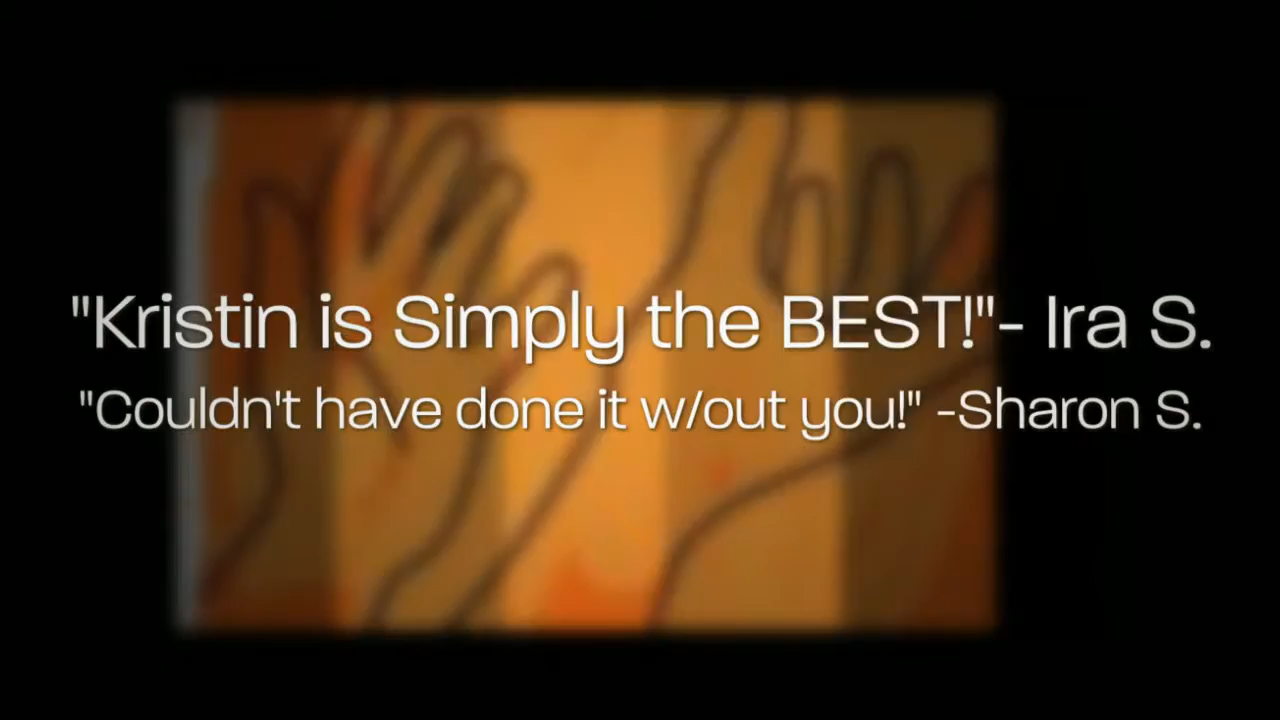 "Kristin is Simply the BEST!"- Ira S.
"Couldn't have done it w/out you!" -Sharon S.